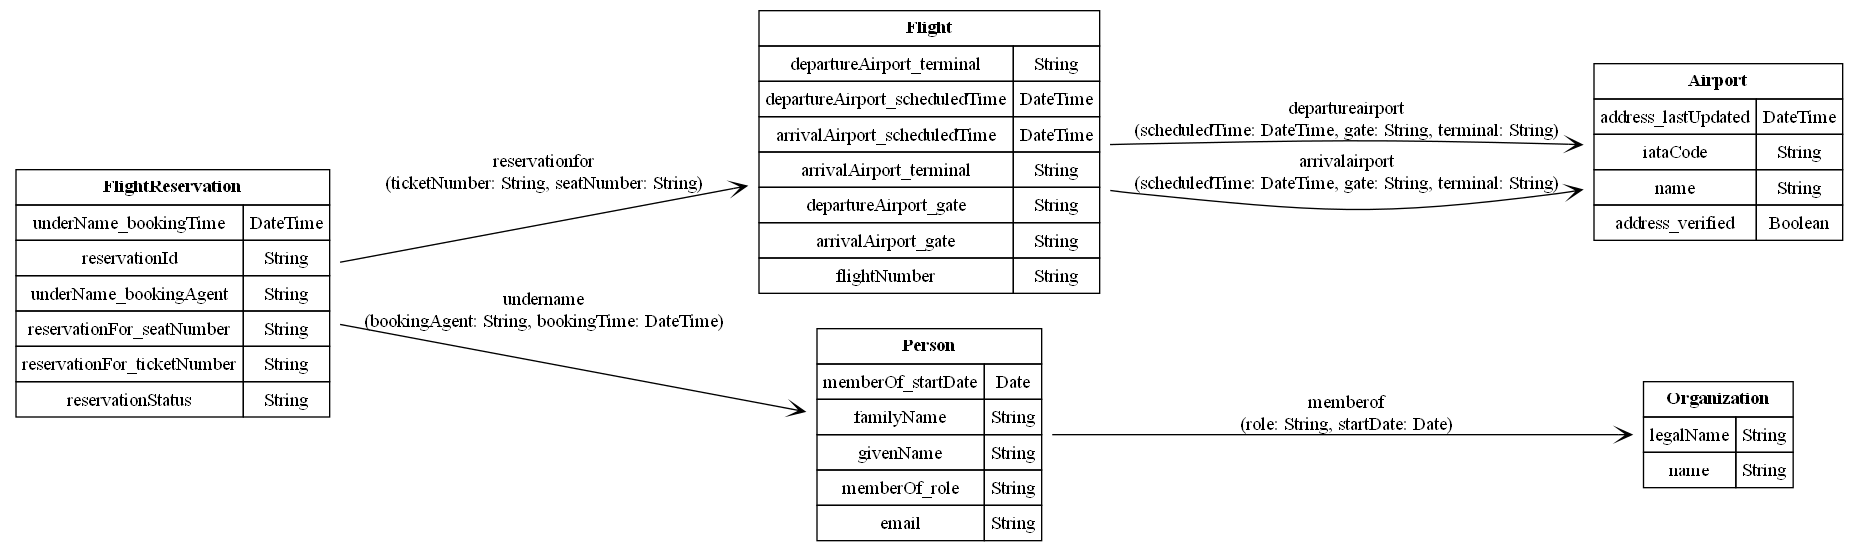 FlightReservation
underName_bookingTime DateTime
reservationId String
underName_bookingAgent String
reservationFor_seatNumber String
reservationFor_ticketNumber String
reservationStatus String
reservationfor
(ticketNumber: String, seatNumber: String)
undername
(bookingAgent: String, bookingTime: DateTime)
Flight
departureAirport_terminal String
departureAirport_scheduledTime DateTime
arrivalAirport_scheduledTime DateTime
arrivalAirport_terminal String
departureAirport_gate String
arrivalAirport_gate String
flightNumber String
Person
memberOf_startDate Date
familyName String
givenName String
memberOf_role String
email String
departureairport
(scheduledTime: DateTime, gate: String, terminal: String)
arrivalairport
(scheduledTime: DateTime, gate: String, terminal: String)
memberof
(role: String, startDate: Date)
Airport
address_lastUpdated DateTime
iataCode String
name String
address_verified Boolean
Organization
legalName String
name String